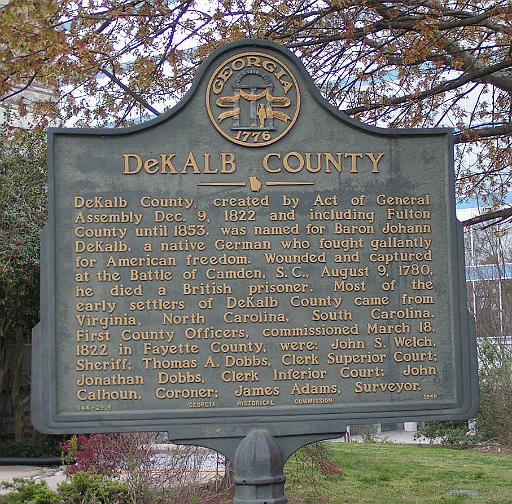 GEORGIA
1776
DeKALB COUNTY
DeKalb County, created by Act of General
Assembly Dec. 9, 1822 and including Fulton
County until 1853, was named for Baron Johann
DeKalb, a native German who fought gallantly
for American freedom. Wounded and captured
at the Battle of Camden, S.C., August 9, 1780,
he died a British prisoner. Most of the
early settlers of DeKalb County came from
Virginia, North Carolina, South Carolina.
First County Officers, commissioned March 18,
1822 in Fayette County, were: John S. Welch,
Sheriff; Thomas A. Dobbs, Clerk Superior Court;
Jonathan Dobbs, Clerk Inferior Court; John
Calhoun, Coroner; James Adams, Surveyor.
GEORGIA HISTORICAL COMMISSION